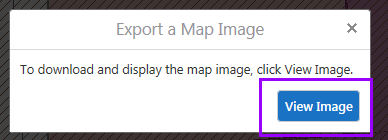 Export a Map Image ×
To download and display the map image, click View Image.
View Image